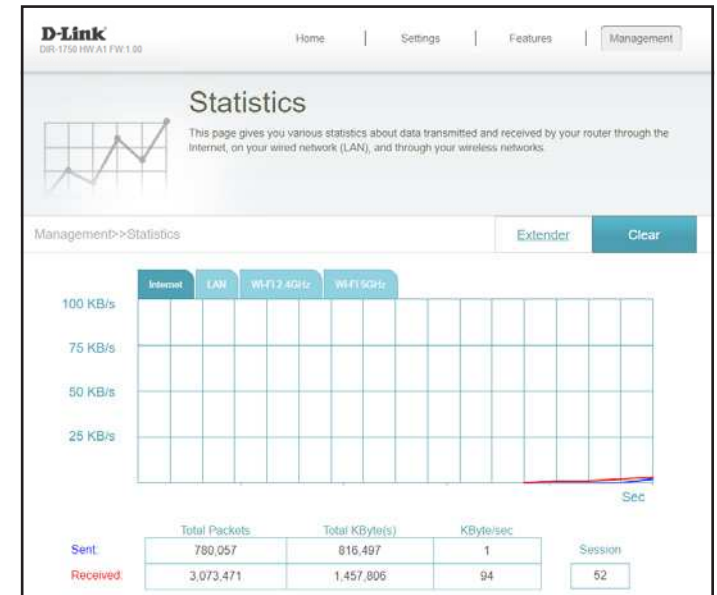 D-Link
DIR-1750 HW A1 FW:1.00
Home | Settings | Features | Management
Statistics
This page gives you various statistics about data transmitted and received by your router through the
Internet, on your wired network (LAN), and through your wireless networks.
Management>>Statistics
Extender
Clear
Internet LAN Wi-Fi 2.4GHz Wi-Fi 5GHz
100 KB/s
75 KB/s
50 KB/s
25 KB/s
Sec
Total Packets Total KByte(s) KByte/sec
Sent: 780,057 816,497 1 Session
Received: 3,073,471 1,457,806 94 52